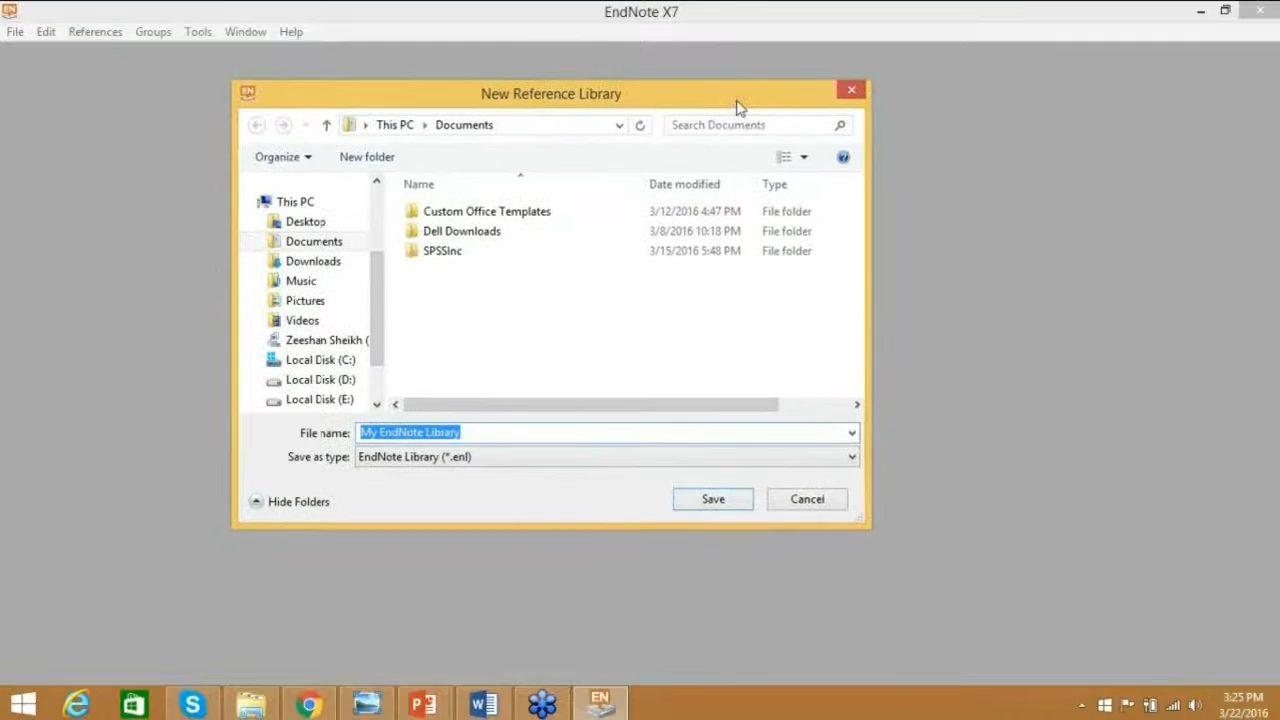 EN
EndNote X7
File Edit References Groups Tools Window Help
EN
New Reference Library
This PC Documents
Search Documents
Organize New folder
Name Date modified Type
This PC
Desktop
Documents
Downloads
Music
Pictures
Videos
Zeeshan Sheikh (
Local Disk (C:)
Local Disk (D:)
Local Disk (E:)
Custom Office Templates 3/12/2016 4:47 PM File folder
Dell Downloads 3/8/2016 10:18 PM File folder
SPSSInc 3/15/2016 5:48 PM File folder
File name: My EndNote Library
Save as type: EndNote Library (*.enl)
Hide Folders Save Cancel
EN
3:25 PM
3/22/2016